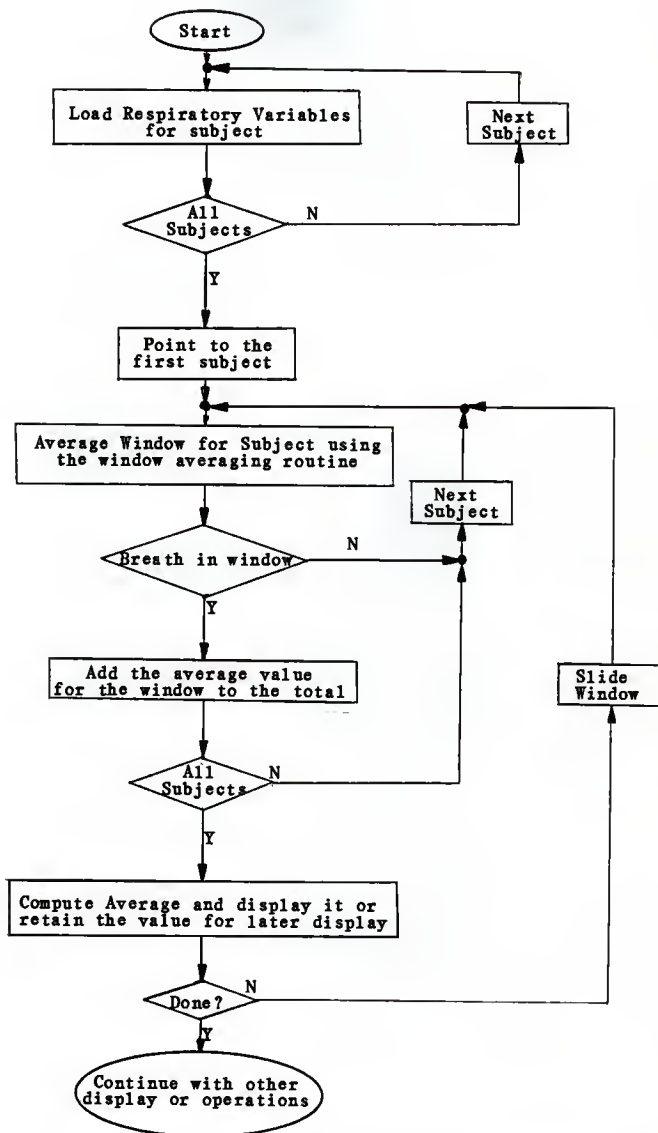 Start
Load Respiratory Variables
for subject
Next
Subject
All
Subjects
N
Y
Point to the
first subject
Average Window for Subject using
the window averaging routine
Next
Subject
Breath in window
N
Y
Add the average value
for the window to the total
Slide
Window
All
Subjects
N
Y
Compute Average and display it or
retain the value for later display
Done?
N
Y
Continue with other
display or operations